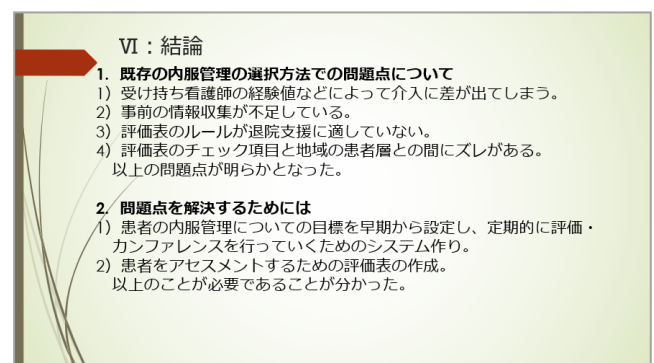 Ⅵ：結論
1. 既存の内服管理の選択方法での問題点について
1）受け持ち看護師の経験値などによって介入に差が出てしまう。
2）事前の情報収集が不足している。
3）評価表のルールが退院支援に適していない。
4）評価表のチェック項目と地域の患者層との間にズレがある。
以上の問題点が明らかとなった。
2. 問題点を解決するためには
1）患者の内服管理についての目標を早期から設定し、定期的に評価・
カンファレンスを行っていくためのシステム作り。
2）患者をアセスメントするための評価表の作成。
以上のことが必要であることが分かった。